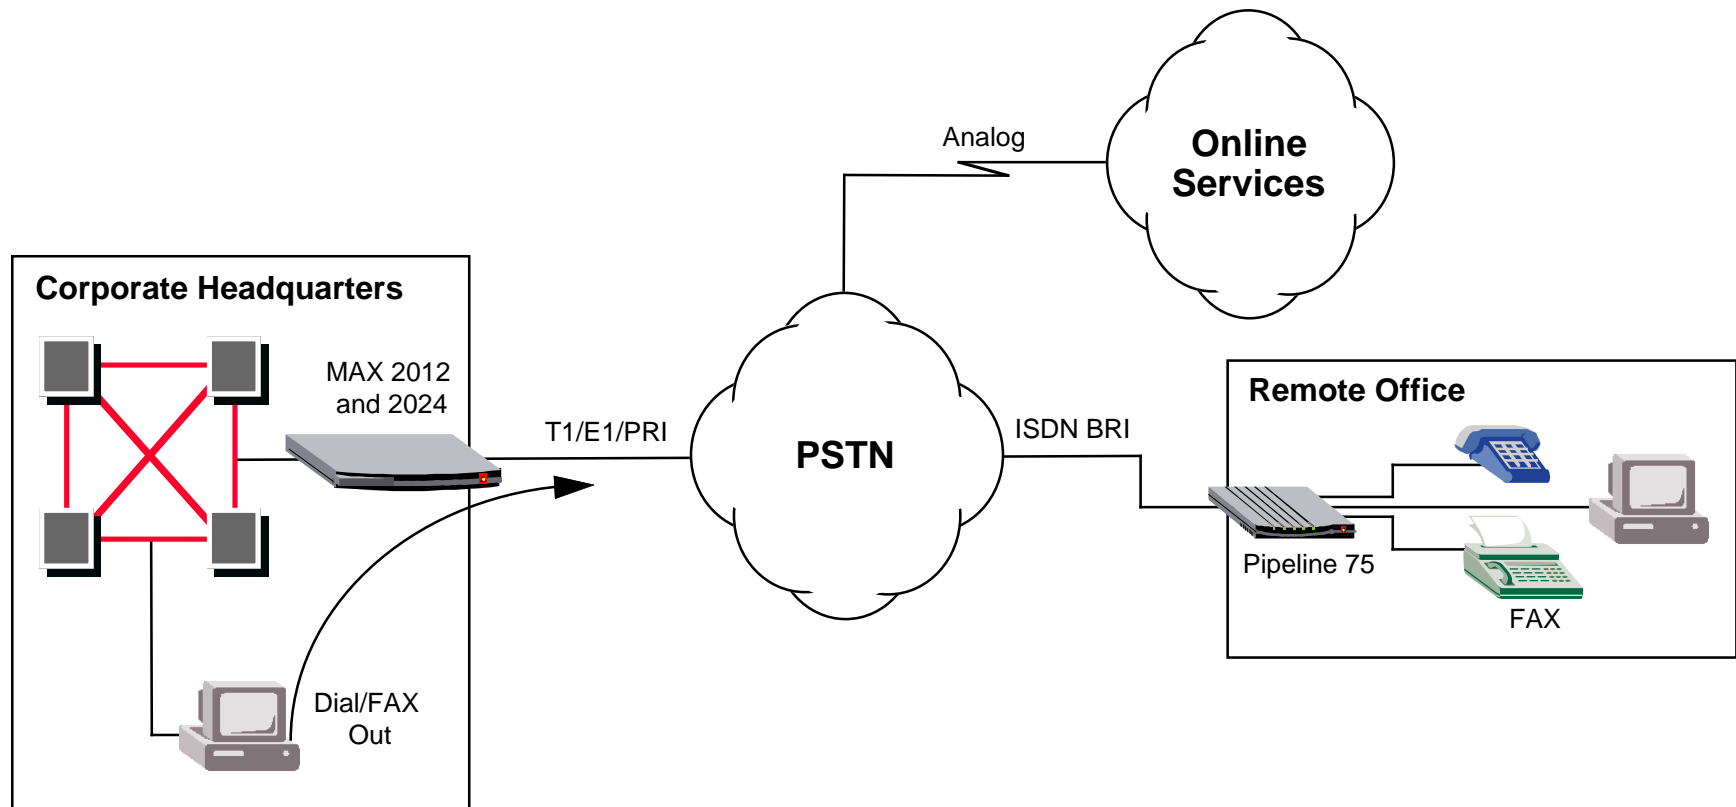 Analog
Online
Services
Corporate Headquarters
MAX 2012
and 2024
T1/E1/PRI
PSTN
ISDN BRI
Remote Office
Pipeline 75
FAX
Dial/FAX
Out